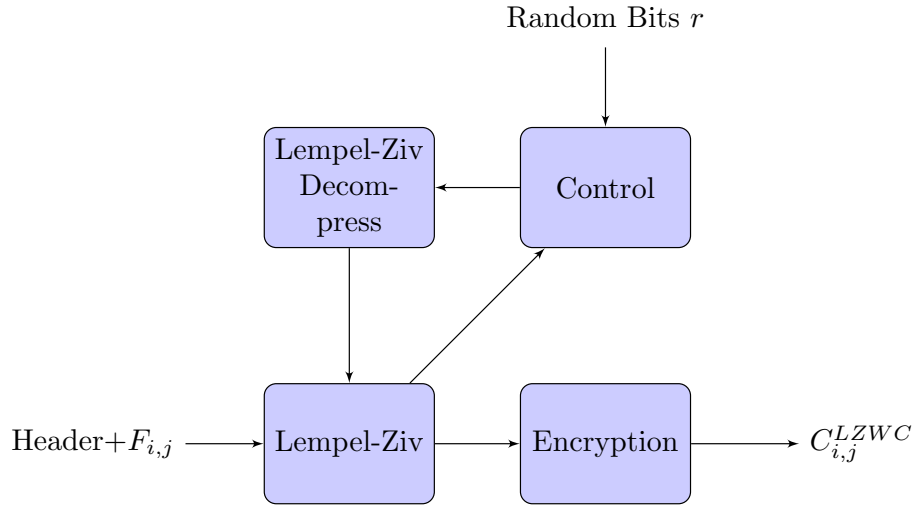 Random Bits r
Lempel-Ziv
Decom-
press
Control
Header+F_{i,j}
Lempel-Ziv
Encryption
C_{i,j}^{LZWC}